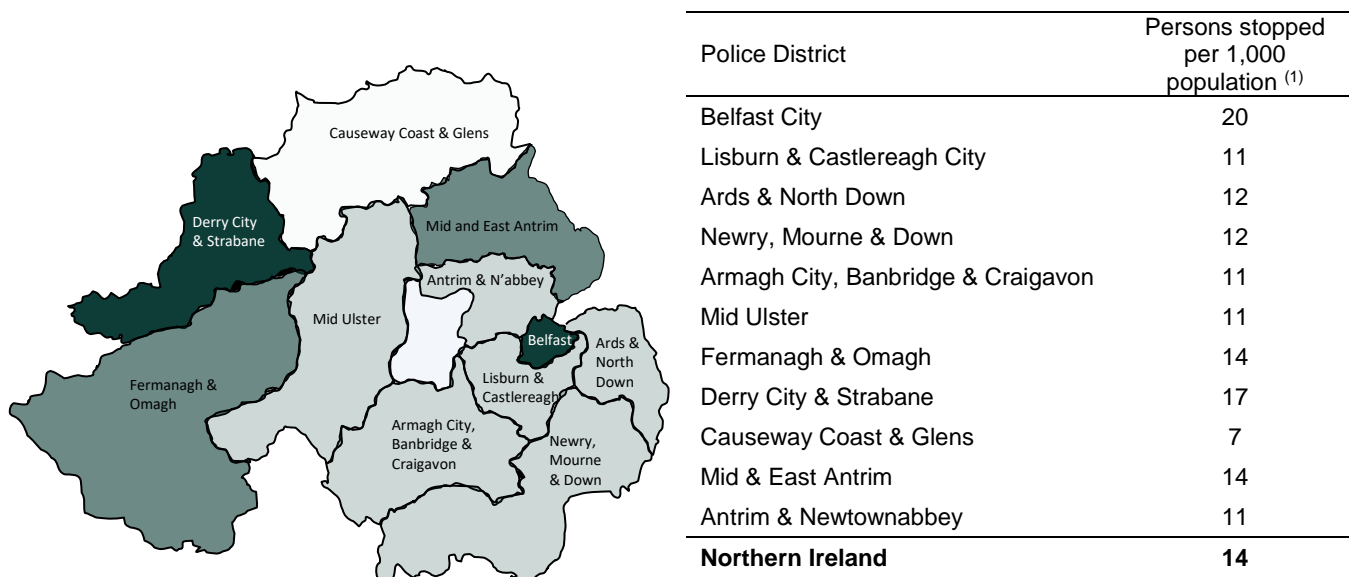 Causeway Coast & Glens
Derry City
& Strabane
Mid and East Antrim
Antrim & N’abbey
Mid Ulster
Belfast
Ards &
North
Down
Fermanagh &
Omagh
Lisburn &
Castlereagh
Armagh City,
Banbridge &
Craigavon
Newry,
Mourne
& Down
Police District
Persons stopped
per 1,000
population (1)
Belfast City 20
Lisburn & Castlereagh City 11
Ards & North Down 12
Newry, Mourne & Down 12
Armagh City, Banbridge & Craigavon 11
Mid Ulster 11
Fermanagh & Omagh 14
Derry City & Strabane 17
Causeway Coast & Glens 7
Mid & East Antrim 14
Antrim & Newtownabbey 11
Northern Ireland 14